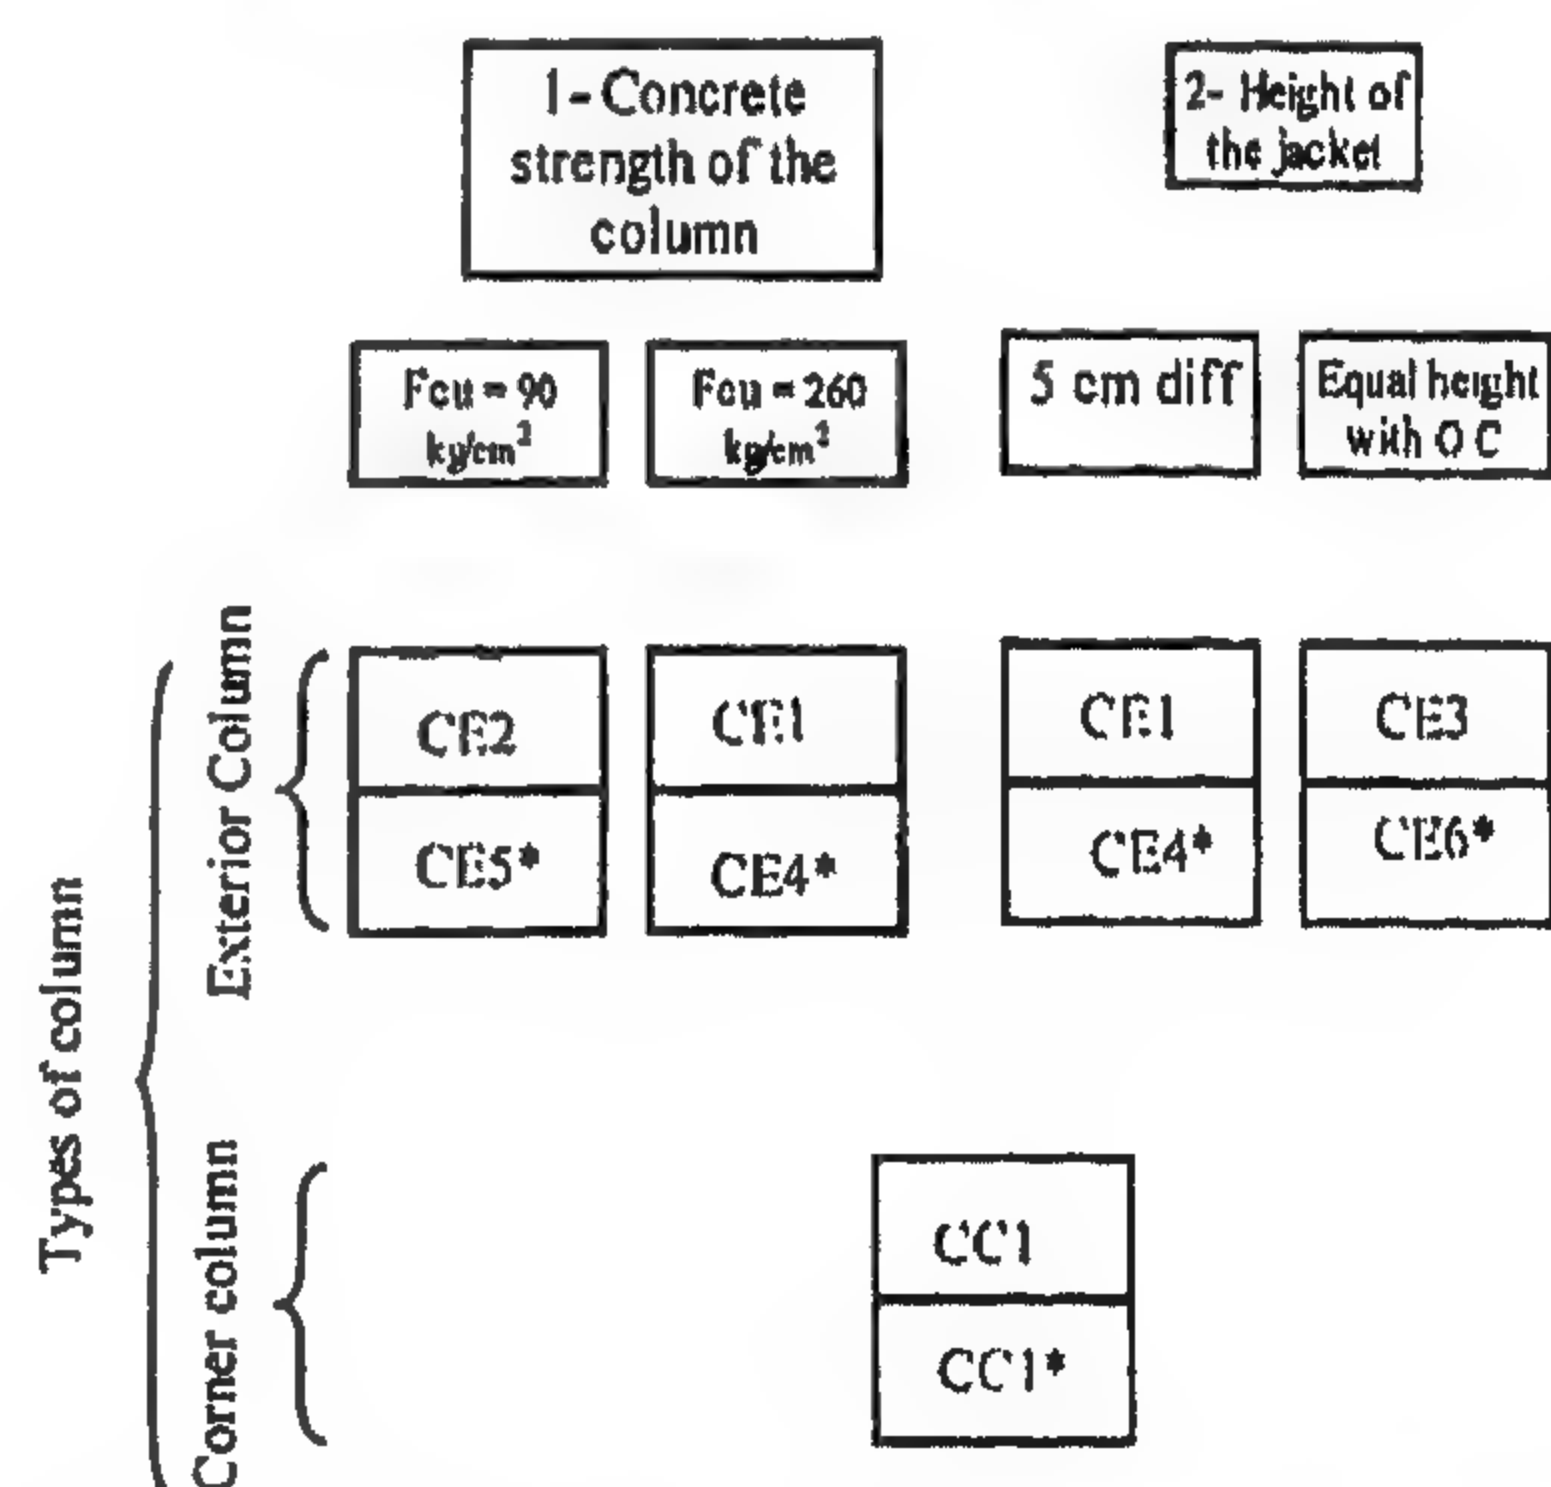 1- Concrete
strength of the
column
2- Height of
the jacket
Fcu = 90
kg/cm²
Fcu = 260
kg/cm²
5 cm diff
Equal height
with O C
Types of column
Exterior Column
CE2
CE1
CE1
CE3
CE5*
CE4*
CE4*
CE6*
Corner column
CC1
CC1*